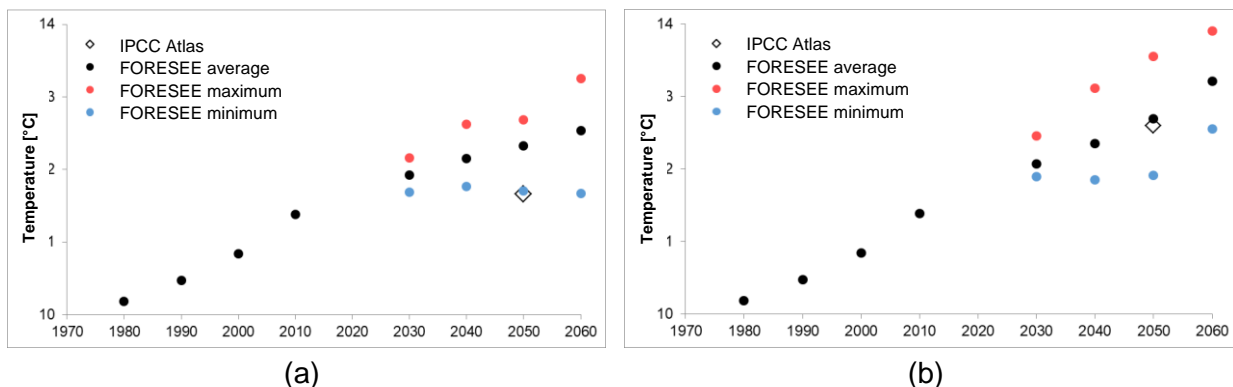 14
IPCC Atlas
FORESEE average
FORESEE maximum
FORESEE minimum
3
2
1
10
Temperature [°C]
1970 1980 1990 2000 2010 2020 2030 2040 2050 2060
(a)
14
IPCC Atlas
FORESEE average
FORESEE maximum
FORESEE minimum
3
2
1
10
Temperature [°C]
1970 1980 1990 2000 2010 2020 2030 2040 2050 2060
(b)